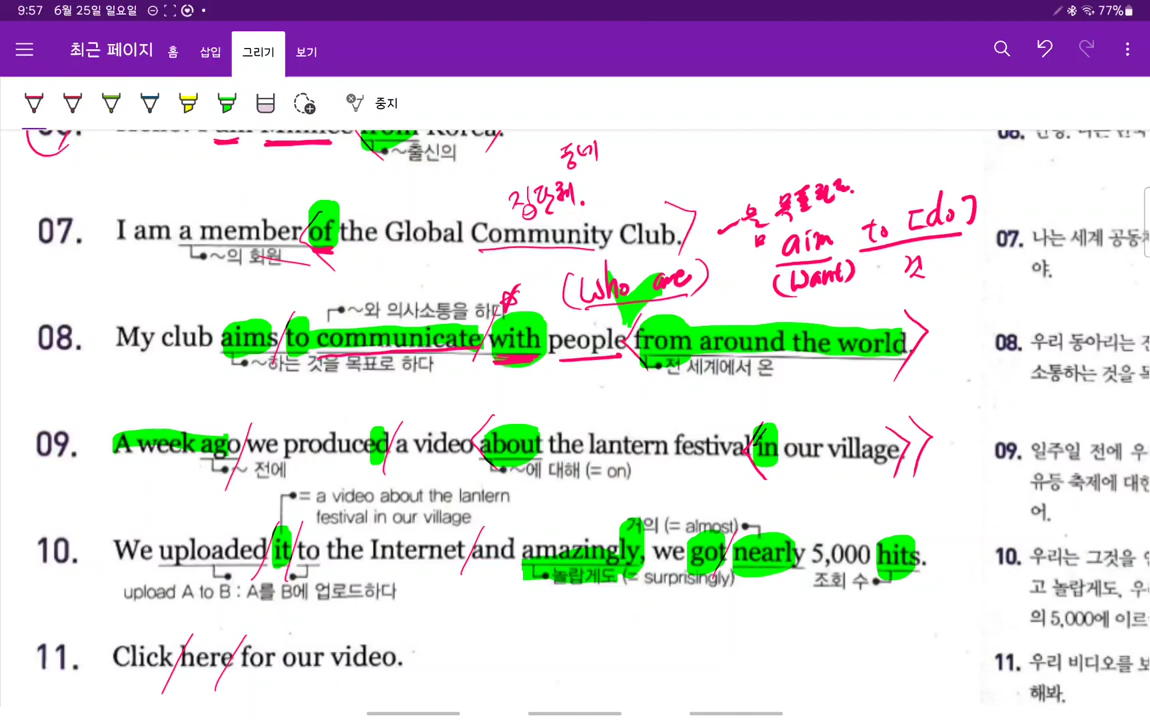 9:57 6월 25일 일요일 77%
최근 페이지 홈 삽입 그리기 보기
중지
from Korea.
~출신의
동네
집단체.
07. I am a member of the Global Community Club.
~의 회원
aim to [do]
(want) 것
(who are)
~와 의사소통을 하다
08. My club aims to communicate with people from around the world.
~하는 것을 목표로 하다 전 세계에서 온
09. A week ago we produced a video about the lantern festival in our village.
~ 전에 ~에 대해 (= on)
= a video about the lanlern
festival in our village
거의 (= almost)
10. We uploaded it to the Internet and amazingly, we got nearly 5,000 hits.
놀랍게도 (= surprisingly) 조회 수
upload A to B : A를 B에 업로드하다
11. Click here for our video.
07. 나는 세계 공동체
야.
08. 우리 동아리는 전
소통하는 것을 목
09. 일주일 전에 우
유등 축제에 대한
어.
10. 우리는 그것을 인
고 놀랍게도, 우
의 5,000에 이르
11. 우리 비디오를 보
해봐.